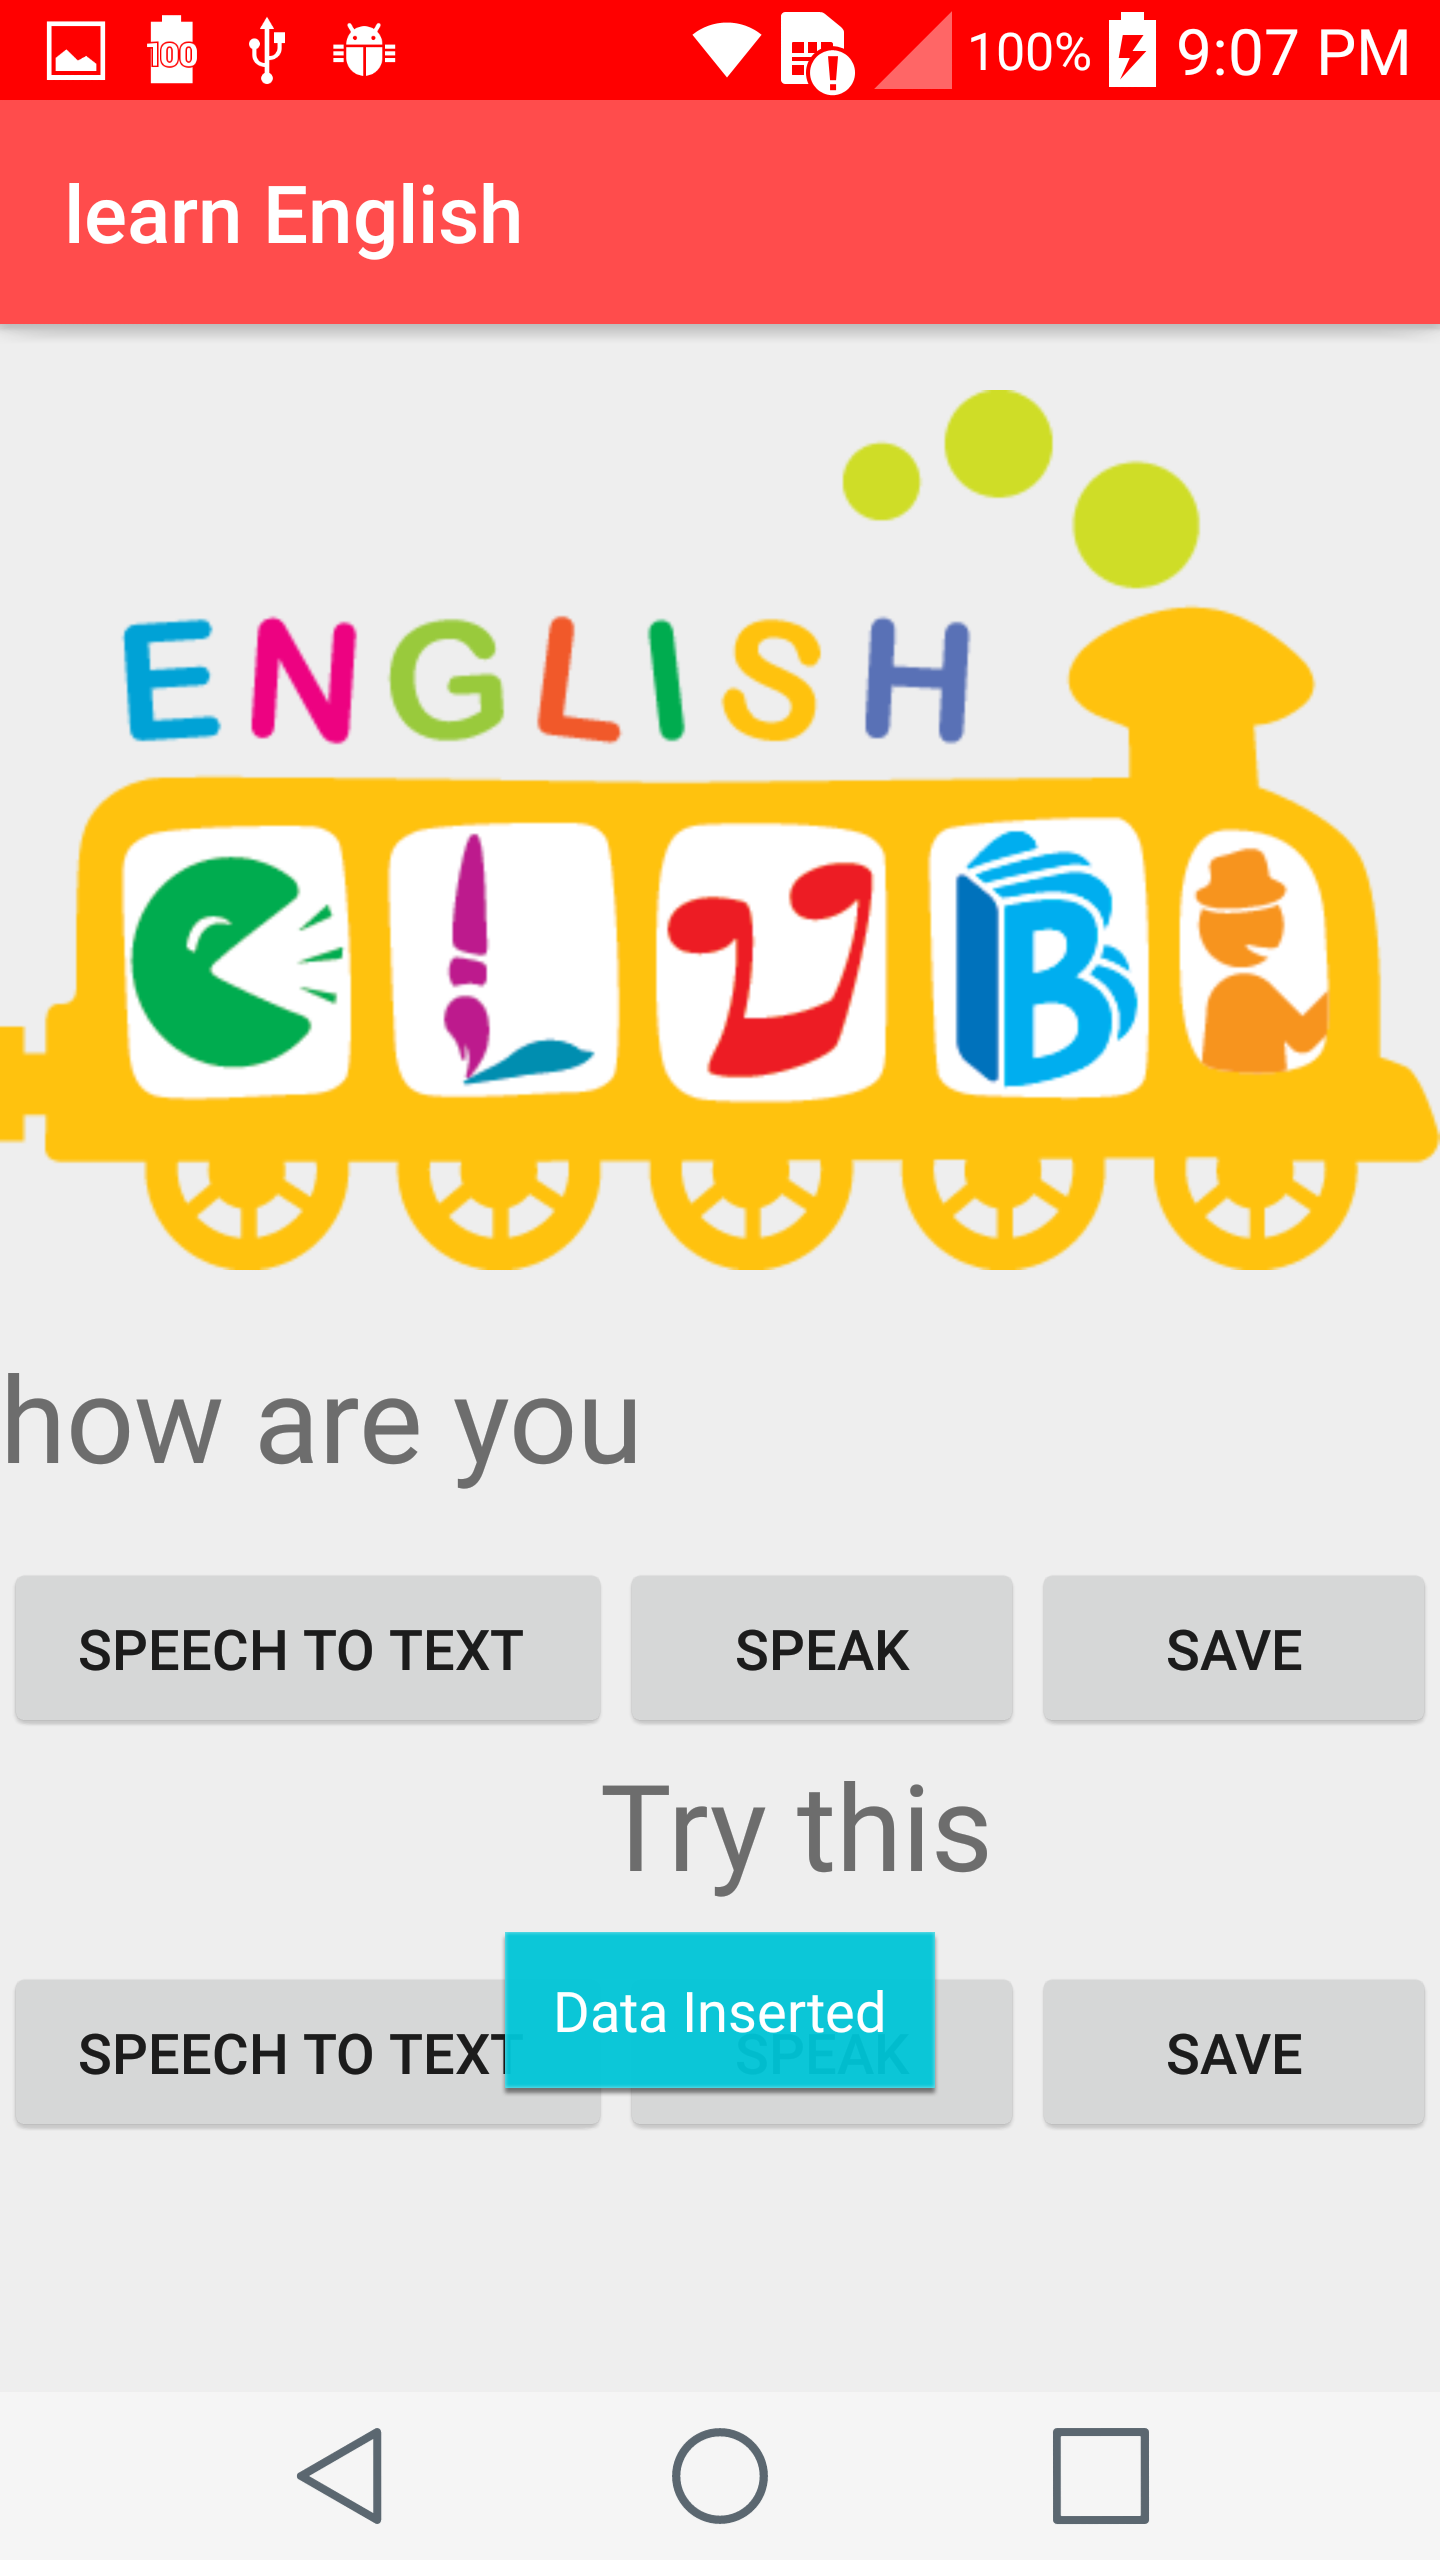 100
100%
9:07 PM
learn English
ENGLISH
CLUB
how are you
SPEECH TO TEXT
SPEAK
SAVE
Try this
Data Inserted
SPEECH TO TEXT
SPEAK
SAVE